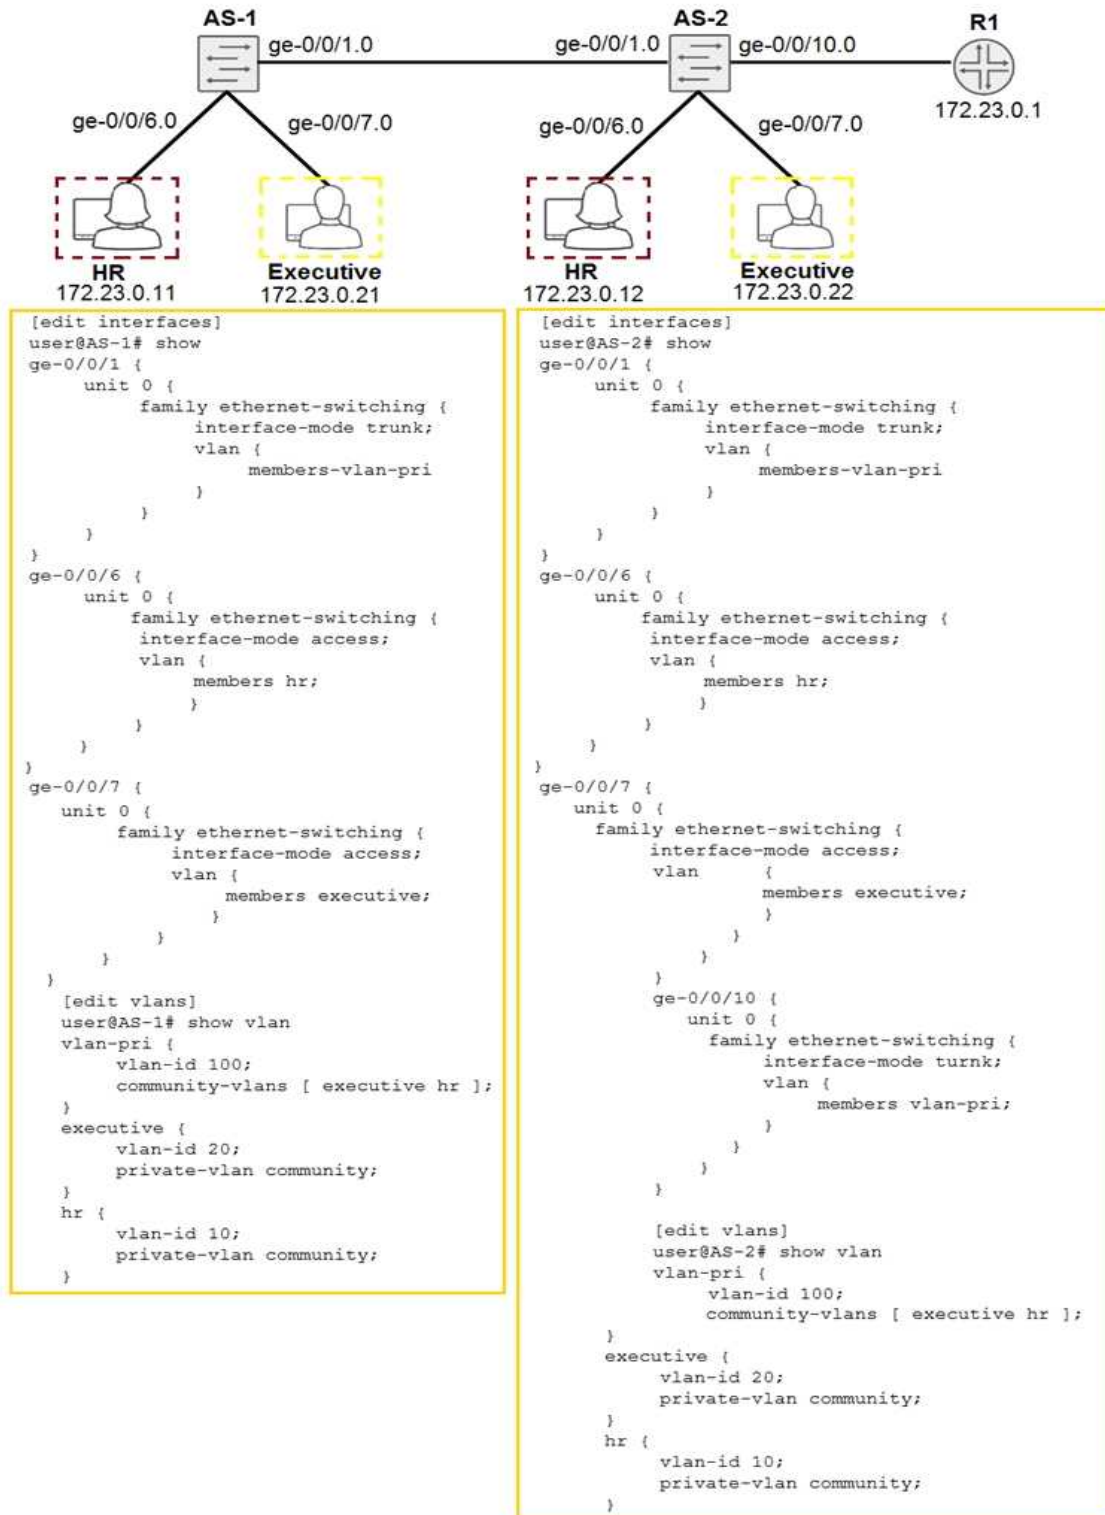 AS-1
AS-2
R1
ge-0/0/1.0
ge-0/0/1.0
ge-0/0/10.0
172.23.0.1
ge-0/0/6.0
ge-0/0/7.0
ge-0/0/6.0
ge-0/0/7.0
HR
172.23.0.11
Executive
172.23.0.21
HR
172.23.0.12
Executive
172.23.0.22
[edit interfaces]
user@AS-1# show
ge-0/0/1 {
unit 0 {
family ethernet-switching {
interface-mode trunk;
vlan {
members-vlan-pri
}
}
}
}
ge-0/0/6 {
unit 0 {
family ethernet-switching {
interface-mode access;
vlan {
members hr;
}
}
}
}
ge-0/0/7 {
unit 0 {
family ethernet-switching {
interface-mode access;
vlan {
members executive;
}
}
}
}
[edit vlans]
user@AS-1# show vlan
vlan-pri {
vlan-id 100;
community-vlans [ executive hr ];
}
executive {
vlan-id 20;
private-vlan community;
}
hr {
vlan-id 10;
private-vlan community;
}
[edit interfaces]
user@AS-2# show
ge-0/0/1 {
unit 0 {
family ethernet-switching {
interface-mode trunk;
vlan {
members-vlan-pri
}
}
}
}
ge-0/0/6 {
unit 0 {
family ethernet-switching {
interface-mode access;
vlan {
members hr;
}
}
}
}
ge-0/0/7 {
unit 0 {
family ethernet-switching {
interface-mode access;
vlan {
members executive;
}
}
}
}
ge-0/0/10 {
unit 0 {
family ethernet-switching {
interface-mode turnk;
vlan {
members vlan-pri;
}
}
}
}
[edit vlans]
user@AS-2# show vlan
vlan-pri {
vlan-id 100;
community-vlans [ executive hr ];
}
executive {
vlan-id 20;
private-vlan community;
}
hr {
vlan-id 10;
private-vlan community;
}